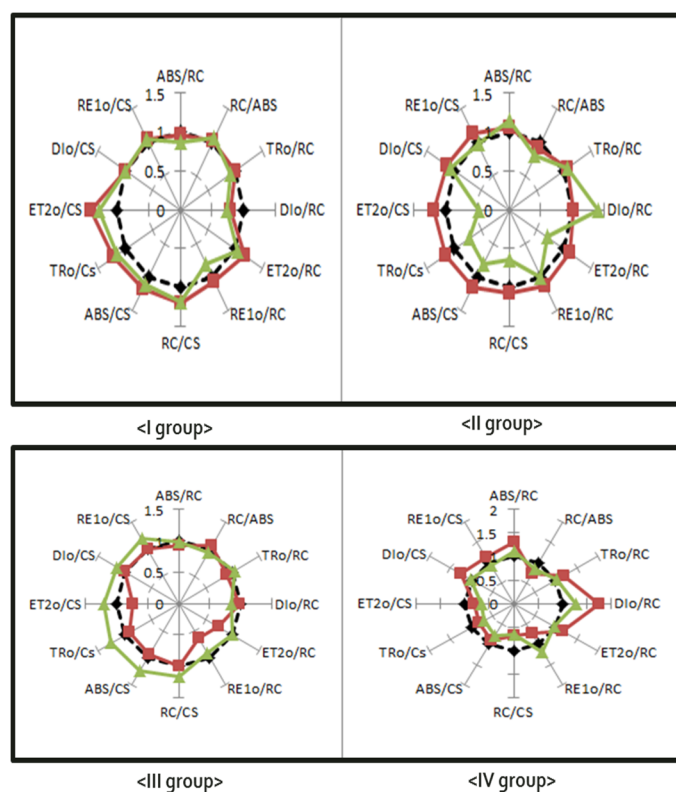 ABS/RC
1.5
RE1o/CS
RC/ABS
1
DIo/CS
TRo/RC
0.5
ET2o/CS
0
DIo/RC
TRo/Cs
ET2o/RC
ABS/CS
RE1o/RC
RC/CS
ABS/RC
1.5
RE1o/CS
RC/ABS
1
DIo/CS
TRo/RC
0.5
ET2o/CS
0
DIo/RC
TRo/Cs
ET2o/RC
ABS/CS
RE1o/RC
RC/CS
<I group>
<II group>
ABS/RC
1.5
RE1o/CS
RC/ABS
1
DIo/CS
TRo/RC
0.5
ET2o/CS
0
DIo/RC
TRo/Cs
ET2o/RC
ABS/CS
RE1o/RC
RC/CS
ABS/RC
2
RE1o/CS
RC/ABS
1.5
1
DIo/CS
TRo/RC
0.5
ET2o/CS
0
DIo/RC
TRo/Cs
ET2o/RC
ABS/CS
RE1o/RC
RC/CS
<III group>
<IV group>